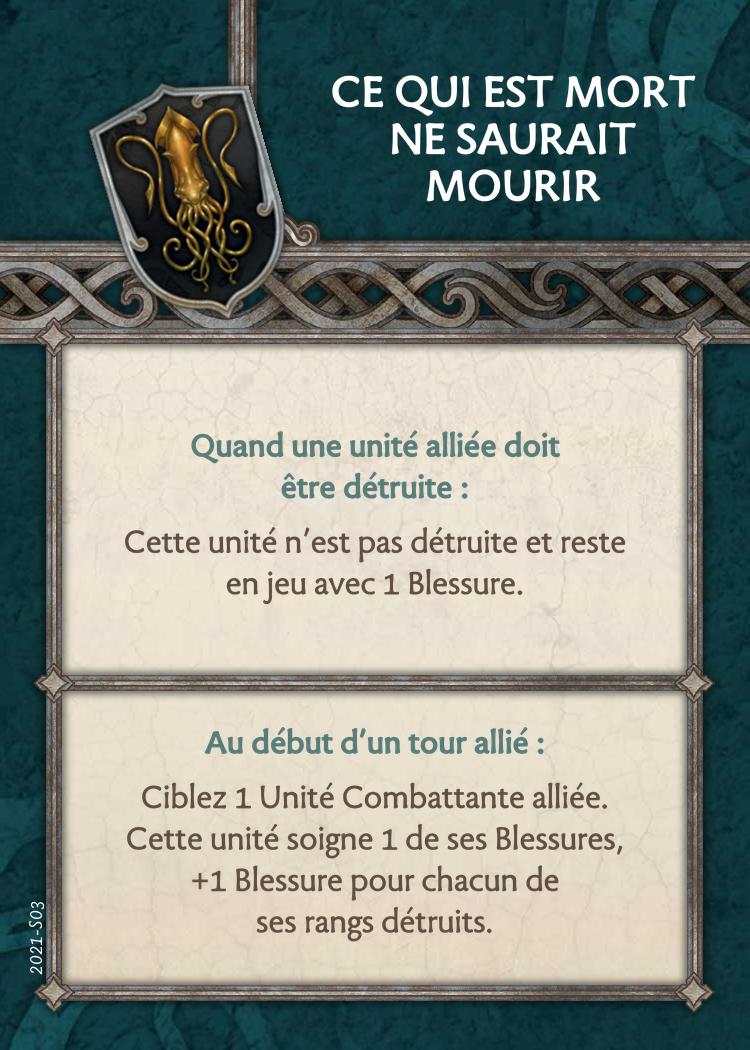 CE QUI EST MORT
NE SAURAIT
MOURIR
Quand une unité alliée doit
être détruite :
Cette unité n’est pas détruite et reste
en jeu avec 1 Blessure.
Au début d’un tour allié :
Ciblez 1 Unité Combattante alliée.
Cette unité soigne 1 de ses Blessures,
+1 Blessure pour chacun de
ses rangs détruits.
2021-S03